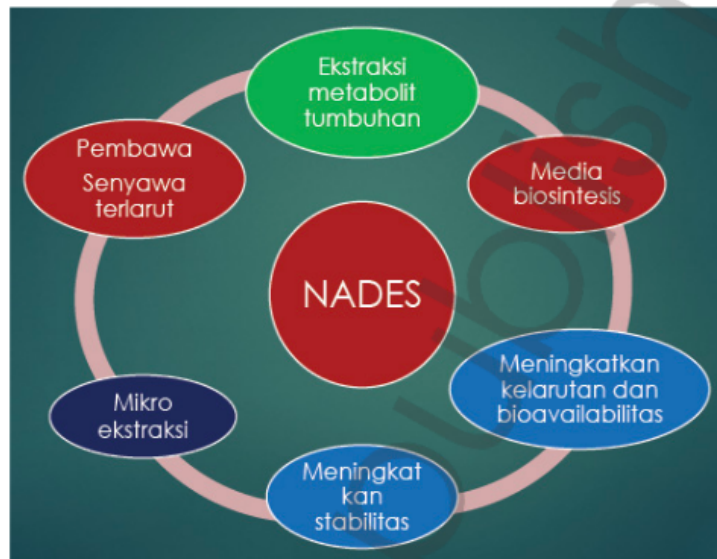 Ekstraksi
metabolit
tumbuhan
Media
biosintesis
Meningkatkan
kelarutan dan
bioavailabilitas
Meningkat
kan
stabilitas
Mikro
ekstraksi
Pembawa
Senyawa
terlarut
NADES